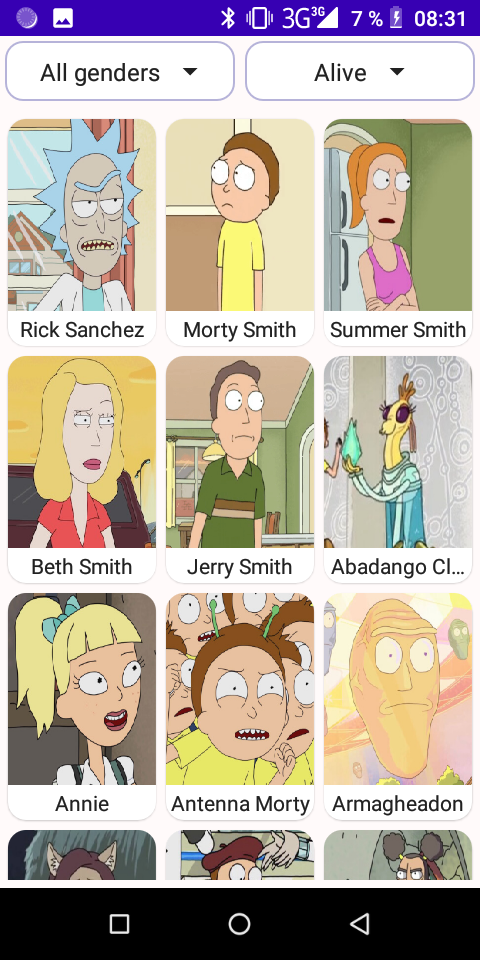 3G 3G 7 % 08:31
All genders Alive
Rick Sanchez Morty Smith Summer Smith
Beth Smith Jerry Smith Abadango Cl...
Annie Antenna Morty Armagheadon